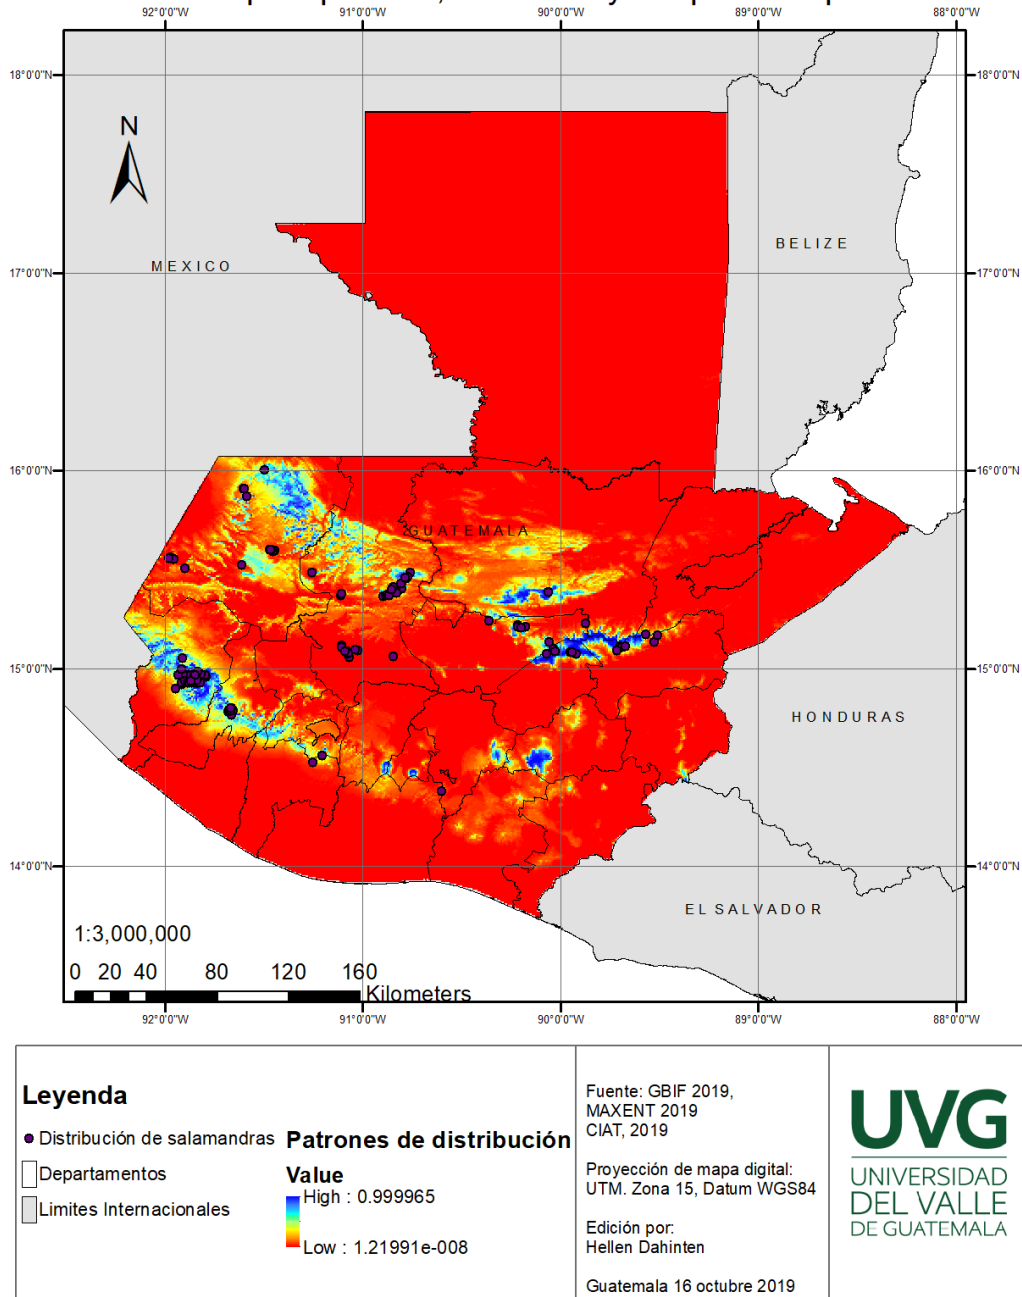 92°0'0"W 91°0'0"W 90°0'0"W 89°0'0"W 88°0'0"W
18°0'0"N 18°0'0"N
N
BELIZE
MEXICO
17°0'0"N 17°0'0"N
16°0'0"N 16°0'0"N
GUATEMALA
15°0'0"N 15°0'0"N
HONDURAS
14°0'0"N 14°0'0"N
EL SALVADOR
1:3,000,000
0 20 40 80 120 160
Kilometers
92°0'0"W 91°0'0"W 90°0'0"W 89°0'0"W 88°0'0"W
Leyenda
Distribución de salamandras
Departamentos
Limites Internacionales
Patrones de distribución
Value
High : 0.999965
Low : 1.21991e-008
Fuente: GBIF 2019,
MAXENT 2019
CIAT, 2019
Proyección de mapa digital:
UTM. Zona 15, Datum WGS84
Edición por:
Hellen Dahinten
Guatemala 16 octubre 2019
UVG
UNIVERSIDAD
DEL VALLE
DE GUATEMALA